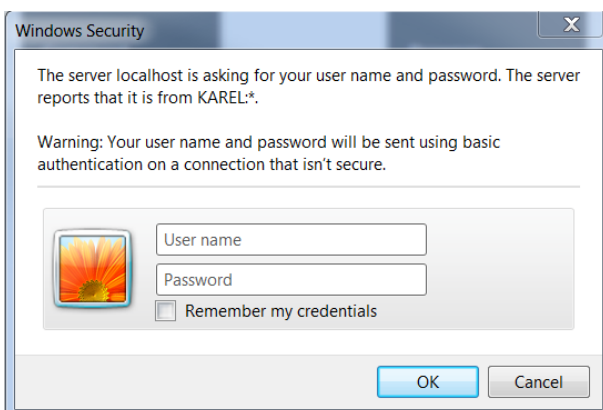 Windows Security
X
The server localhost is asking for your user name and password. The server
reports that it is from KAREL:*.
Warning: Your user name and password will be sent using basic
authentication on a connection that isn't secure.
User name
Password
Remember my credentials
OK
Cancel